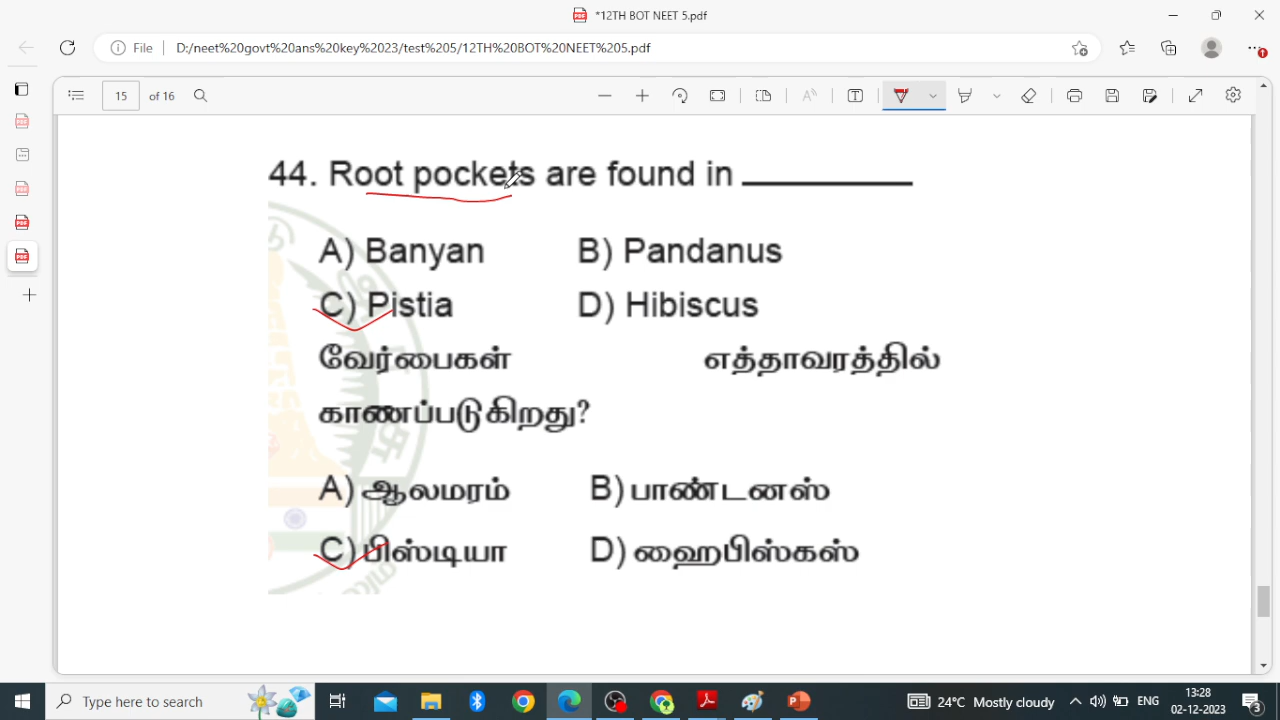 *12TH BOT NEET 5.pdf
File D:/neet%20govt%20ans%20key%2023/test%205/12TH%20BOT%20NEET%205.pdf
15 of 16
44. Root pockets are found in __________
A) Banyan B) Pandanus
C) Pistia D) Hibiscus
வேர்பைகள் எத்தாவரத்தில்
காணப்படுகிறது?
A) ஆலமரம் B) பாண்டனஸ்
C) பிஸ்டியா D) ஹைபிஸ்கஸ்
Type here to search 24°C Mostly cloudy ENG 13:28
02-12-2023 3